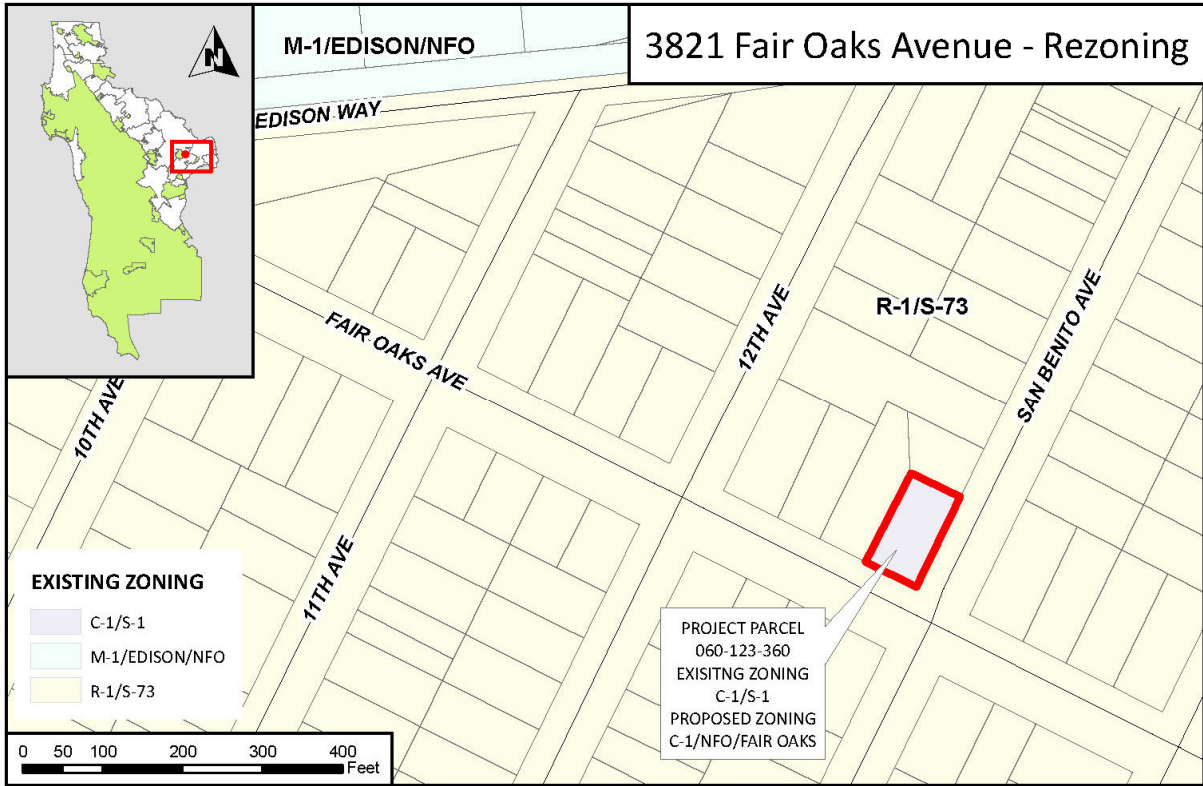 3821 Fair Oaks Avenue - Rezoning
N
M-1/EDISON/NFO
EDISON WAY
FAIR OAKS AVE
12TH AVE
R-1/S-73
SAN BENITO AVE
10TH AVE
11TH AVE
EXISTING ZONING
C-1/S-1
M-1/EDISON/NFO
R-1/S-73
PROJECT PARCEL
060-123-360
EXISITNG ZONING
C-1/S-1
PROPOSED ZONING
C-1/NFO/FAIR OAKS
0 50 100 200 300 400
Feet